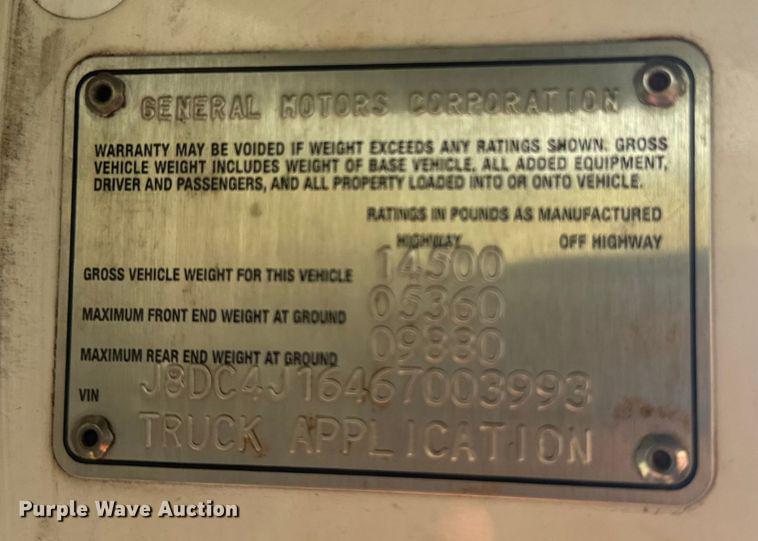 GENERAL MOTORS CORPORATION
WARRANTY MAY BE VOIDED IF WEIGHT EXCEEDS ANY RATINGS SHOWN. GROSS
VEHICLE WEIGHT INCLUDES WEIGHT OF BASE VEHICLE, ALL ADDED EQUIPMENT,
DRIVER AND PASSENGERS, AND ALL PROPERTY LOADED INTO OR ONTO VEHICLE.
RATINGS IN POUNDS AS MANUFACTURED
HIGHWAY OFF HIGHWAY
GROSS VEHICLE WEIGHT FOR THIS VEHICLE 14500
MAXIMUM FRONT END WEIGHT AT GROUND 05360
MAXIMUM REAR END WEIGHT AT GROUND 09880
VIN J8DC4J16467003993
TRUCK APPLICATION
Purple Wave Auction